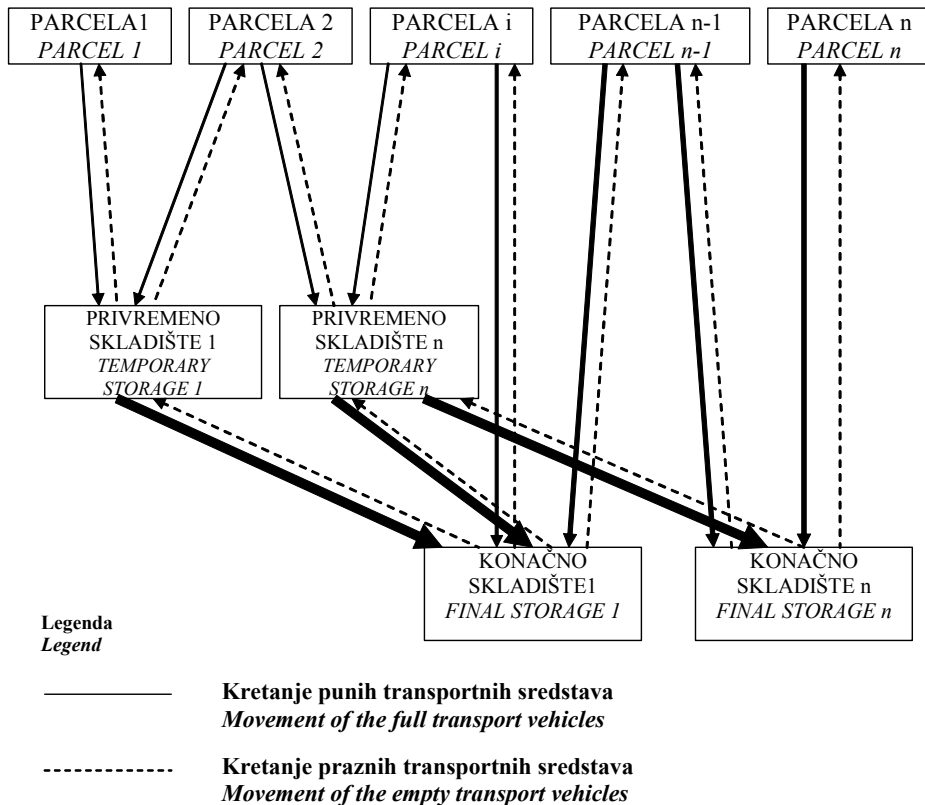 PARCELA1
PARCEL 1
PARCELA 2
PARCEL 2
PARCELA i
PARCEL i
PARCELA n-1
PARCEL n-1
PARCELA n
PARCEL n
PRIVREMENO
SKLADIŠTE 1
TEMPORARY
STORAGE 1
PRIVREMENO
SKLADIŠTE n
TEMPORARY
STORAGE n
KONAČNO
SKLADIŠTE1
FINAL STORAGE 1
KONAČNO
SKLADIŠTE n
FINAL STORAGE n
Legenda
Legend
Kretanje punih transportnih sredstava
Movement of the full transport vehicles
Kretanje praznih transportnih sredstava
Movement of the empty transport vehicles